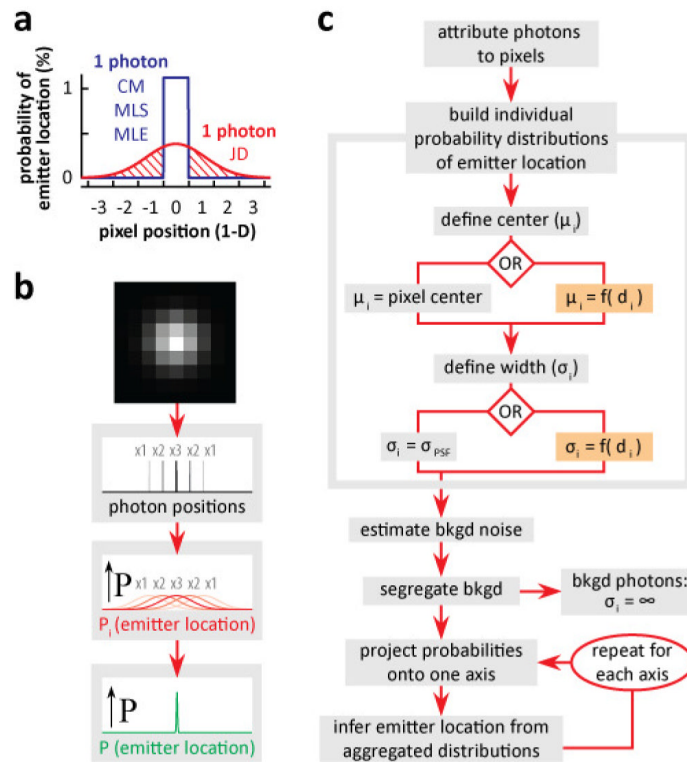 a
probability of
emitter location (%)
1
0
1 photon
CM
MLS
MLE
1 photon
JD
-3 -2 -1 0 1 2 3
pixel position (1-D)
b
x1 x2 x3 x2 x1
photon positions
P
x1 x2 x3 x2 x1
Pᵢ (emitter location)
P
P (emitter location)
c
attribute photons
to pixels
build individual
probability distributions
of emitter location
define center (μᵢ)
OR
μᵢ = pixel center
μᵢ = f( dᵢ )
define width (σᵢ)
OR
σᵢ = σPSF
σᵢ = f( dᵢ )
estimate bkgd noise
segregate bkgd
bkgd photons:
σᵢ = ∞
project probabilities
onto one axis
repeat for
each axis
infer emitter location from
aggregated distributions